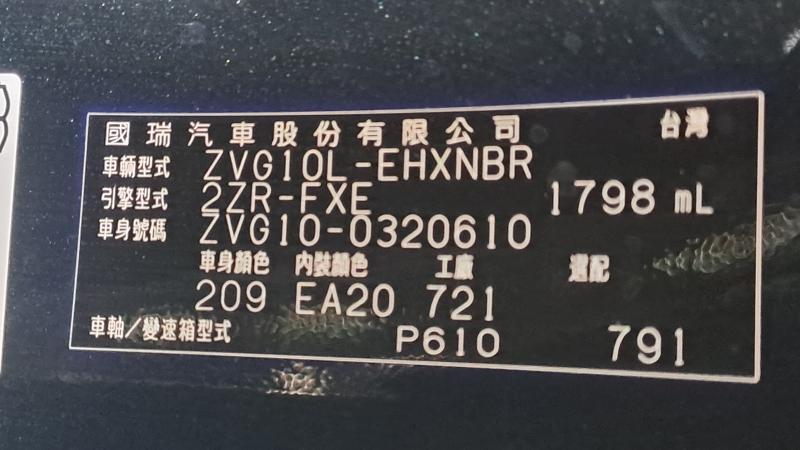 國瑞汽車股份有限公司 台灣
車輛型式 ZVG10L-EHXNBR
引擎型式 2ZR-FXE 1798 mL
車身號碼 ZVG10-0320610
車身顏色 內裝顏色 工廠 選配
209 EA20 721
車軸／變速箱型式 P610 791